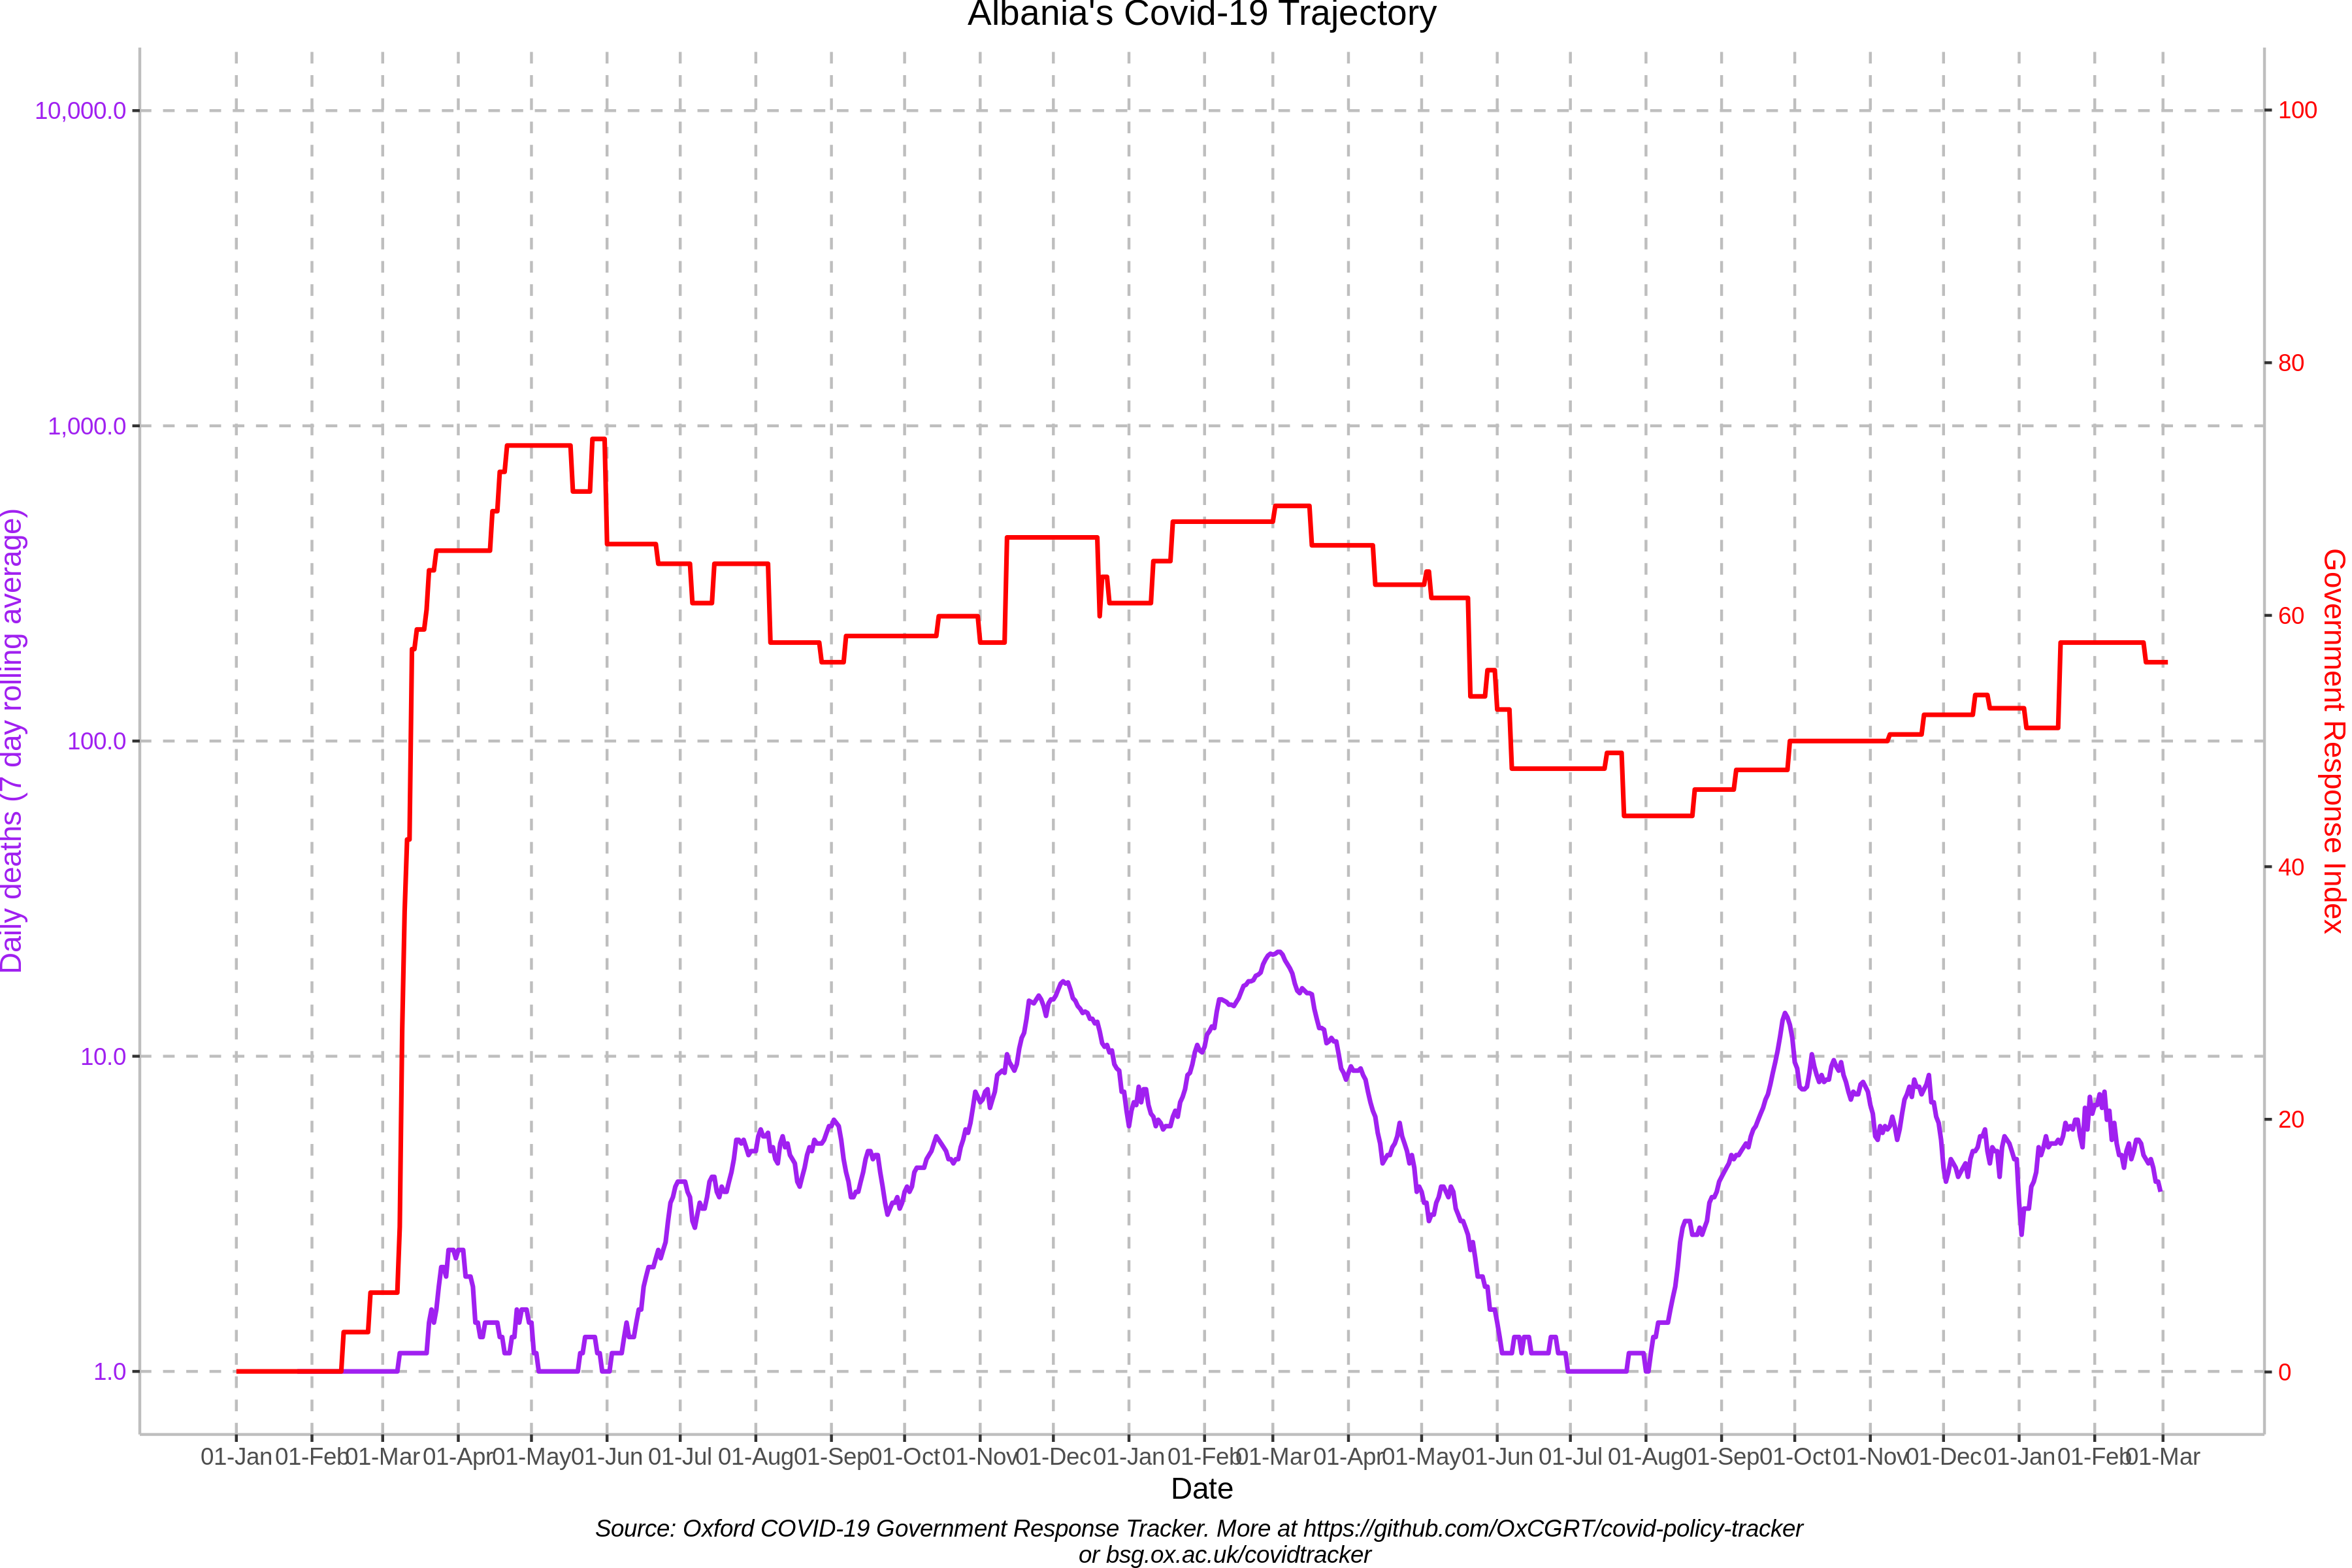 Albania's Covid-19 Trajectory
10,000.0
1,000.0
100.0
10.0
1.0
Daily deaths (7 day rolling average)
100
80
60
40
20
0
Government Response Index
01-Jan 01-Feb 01-Mar 01-Apr 01-May 01-Jun 01-Jul 01-Aug 01-Sep 01-Oct 01-Nov 01-Dec 01-Jan 01-Feb 01-Mar 01-Apr 01-May 01-Jun 01-Jul 01-Aug 01-Sep 01-Oct 01-Nov 01-Dec 01-Jan 01-Feb 01-Mar
Date
Source: Oxford COVID-19 Government Response Tracker. More at https://github.com/OxCGRT/covid-policy-tracker
or bsg.ox.ac.uk/covidtracker